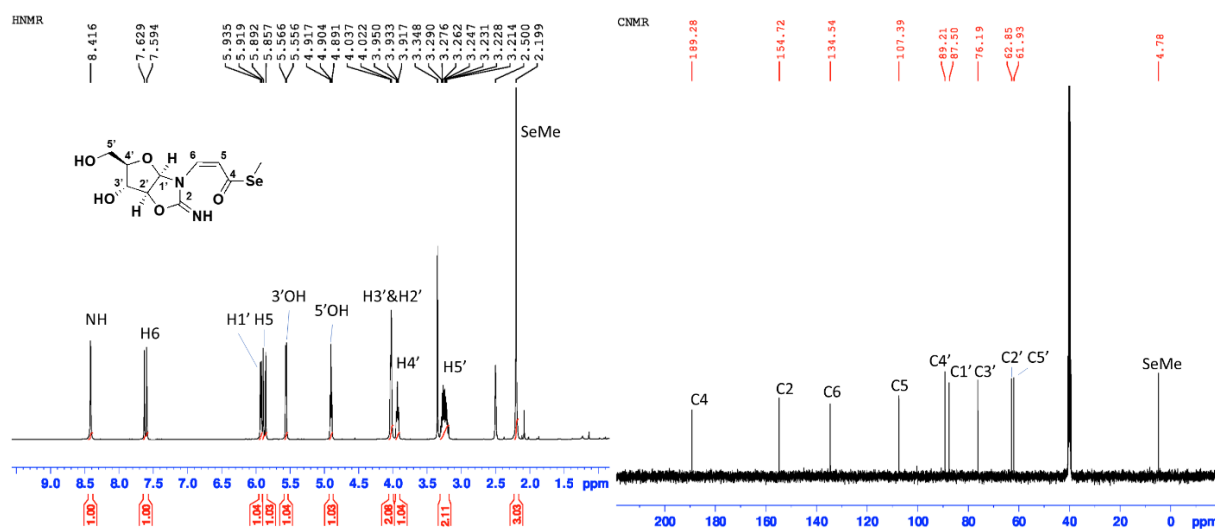 HNMR
8.416
7.629
7.594
5.935
5.919
5.892
5.857
5.566
5.556
4.917
4.904
4.891
4.037
4.022
3.950
3.933
3.917
3.348
3.290
3.276
3.262
3.247
3.231
3.228
3.214
2.500
2.199
SeMe
5'
HO
4'
O
H
6
5
3'
2'
1'
N
4
Se
HO
H
O
2
NH
O
NH
H6
H1' H5
3'OH
5'OH
H3'&H2'
H4'
H5'
9.0 8.5 8.0 7.5 7.0 6.5 6.0 5.5 5.0 4.5 4.0 3.5 3.0 2.5 2.0 1.5 ppm
1.00
1.00
1.04
1.03
1.04
1.03
2.08
1.04
2.11
3.03
CNMR
189.28
154.72
134.54
107.39
89.21
87.50
76.19
62.85
61.93
4.78
C4
C2
C6
C5
C4'
C1'
C3'
C2'
C5'
SeMe
200 180 160 140 120 100 80 60 40 20 0 ppm